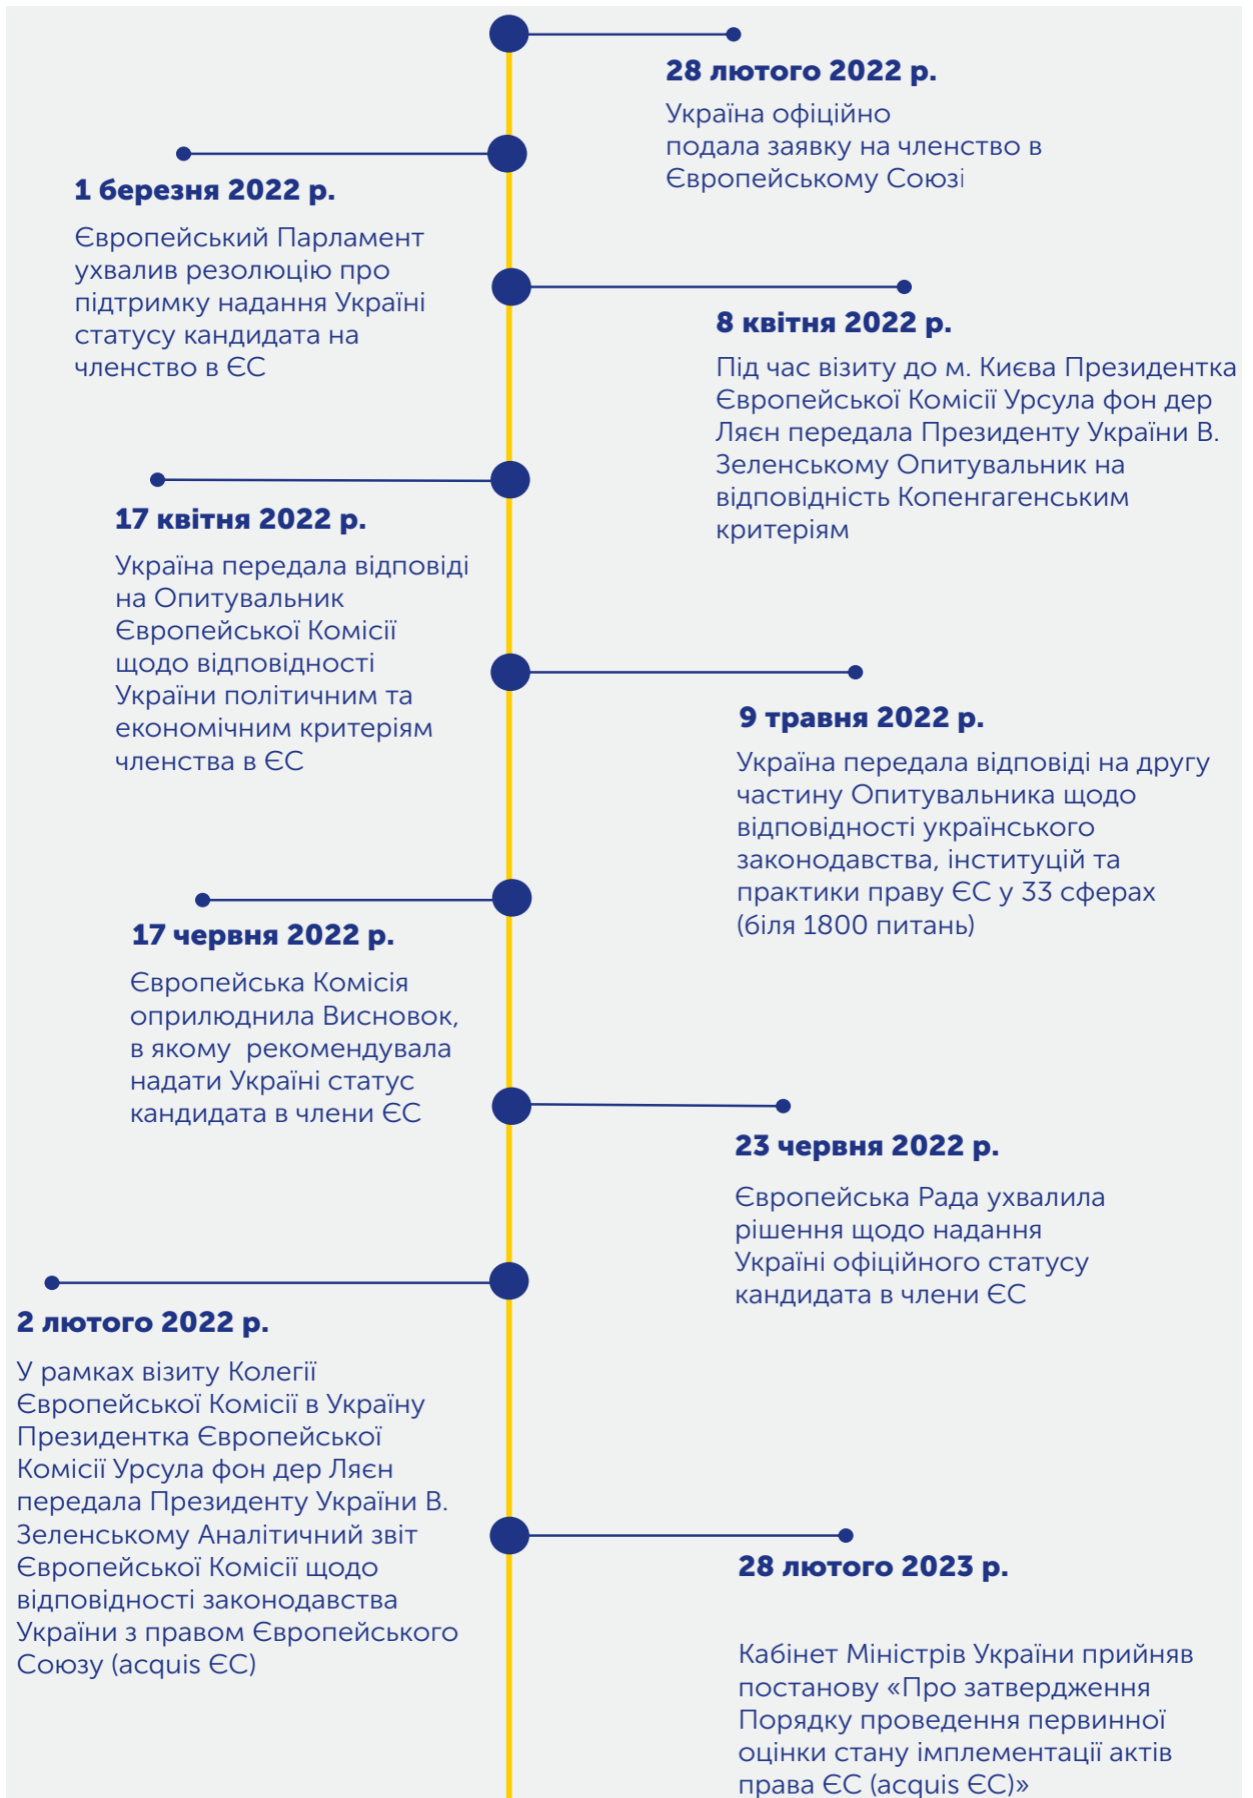 28 лютого 2022 р.
Україна офіційно
подала заявку на членство в
Європейському Союзі
1 березня 2022 р.
Європейський Парламент
ухвалив резолюцію про
підтримку надання Україні
статусу кандидата на
членство в ЄС
8 квітня 2022 р.
Під час візиту до м. Києва Президентка
Європейської Комісії Урсула фон дер
Ляєн передала Президенту України В.
Зеленському Опитувальник на
відповідність Копенгагенським
критеріям
17 квітня 2022 р.
Україна передала відповіді
на Опитувальник
Європейської Комісії
щодо відповідності
України політичним та
економічним критеріям
членства в ЄС
9 травня 2022 р.
Україна передала відповіді на другу
частину Опитувальника щодо
відповідності українського
законодавства, інституцій та
практики праву ЄС у 33 сферах
(біля 1800 питань)
17 червня 2022 р.
Європейська Комісія
оприлюднила Висновок,
в якому  рекомендувала
надати Україні статус
кандидата в члени ЄС
23 червня 2022 р.
Європейська Рада ухвалила
рішення щодо надання
Україні офіційного статусу
кандидата в члени ЄС
2 лютого 2022 р.
У рамках візиту Колегії
Європейської Комісії в Україну
Президентка Європейської
Комісії Урсула фон дер Ляєн
передала Президенту України В.
Зеленському Аналітичний звіт
Європейської Комісії щодо
відповідності законодавства
України з правом Європейського
Союзу (acquis ЄС)
28 лютого 2023 р.
Кабінет Міністрів України прийняв
постанову «Про затвердження
Порядку проведення первинної
оцінки стану імплементації актів
права ЄС (acquis ЄС)»